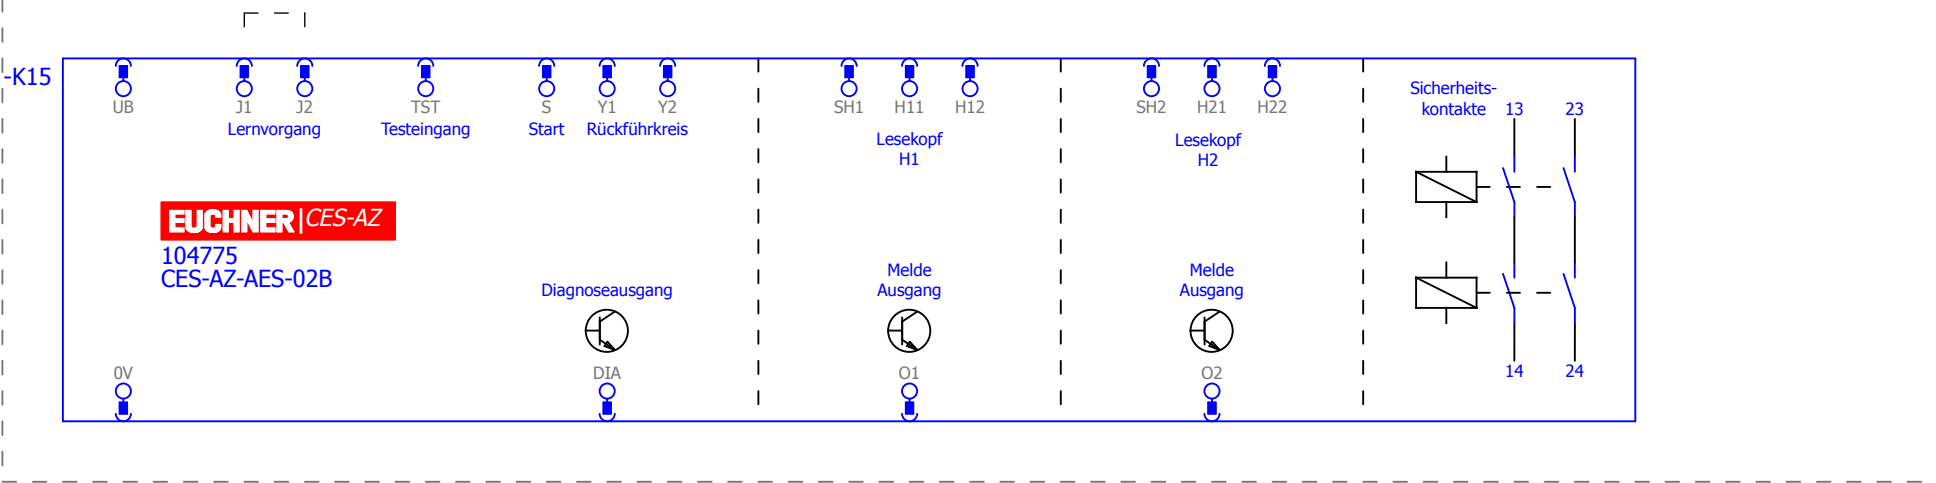 -K15
UB
J1
J2
TST
S
Y1
Y2
SH1
H11
H12
SH2
H21
H22
Lernvorgang
Testeingang
Start
Rückführkreis
Lesekopf
H1
Lesekopf
H2
Sicherheits-
kontakte
13
23
EUCHNER CES-AZ
104775
CES-AZ-AES-02B
Diagnoseausgang
Melde
Ausgang
Melde
Ausgang
0V
DIA
O1
O2
14
24